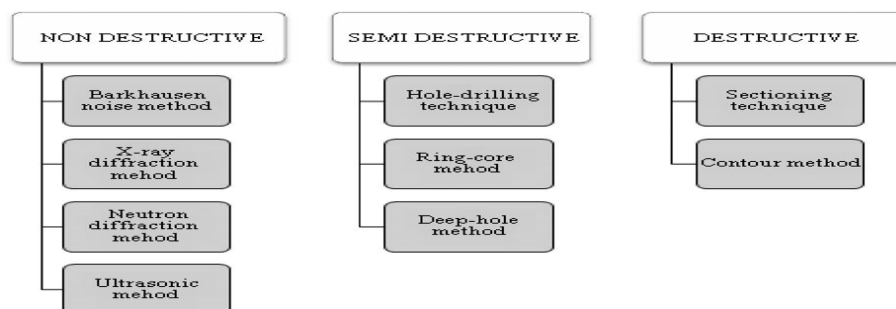 NON DESTRUCTIVE
Barkhausen
noise method
X-ray
diffraction
mehod
Neutron
diffraction
mehod
Ultrasonic
mehod
SEMI DESTRUCTIVE
Hole-drilling
technique
Ring-core
mehod
Deep-hole
method
DESTRUCTIVE
Sectioning
technique
Contour method